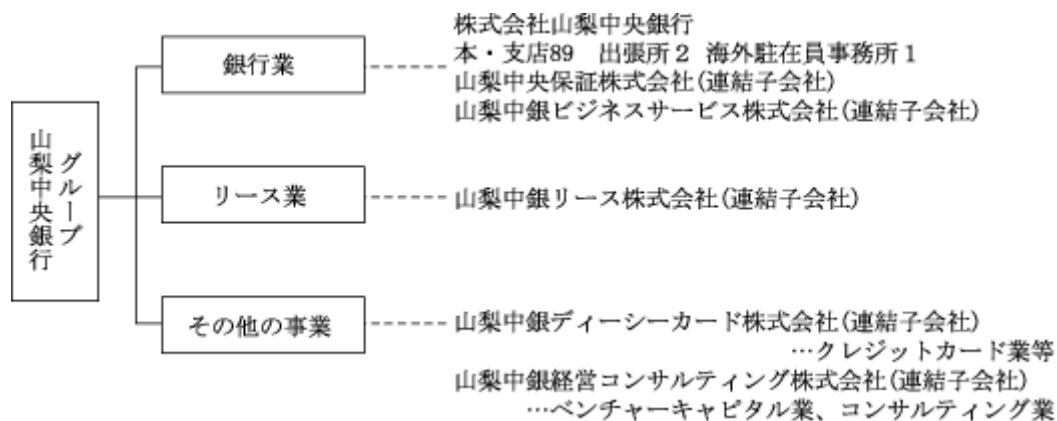 山梨中央銀行
グループ
銀行業
株式会社山梨中央銀行
本・支店89　出張所２　海外駐在員事務所１
山梨中央保証株式会社(連結子会社)
山梨中銀ビジネスサービス株式会社(連結子会社)
リース業
山梨中銀リース株式会社(連結子会社)
その他の事業
山梨中銀ディーシーカード株式会社(連結子会社)
…クレジットカード業等
山梨中銀経営コンサルティング株式会社(連結子会社)
…ベンチャーキャピタル業、コンサルティング業